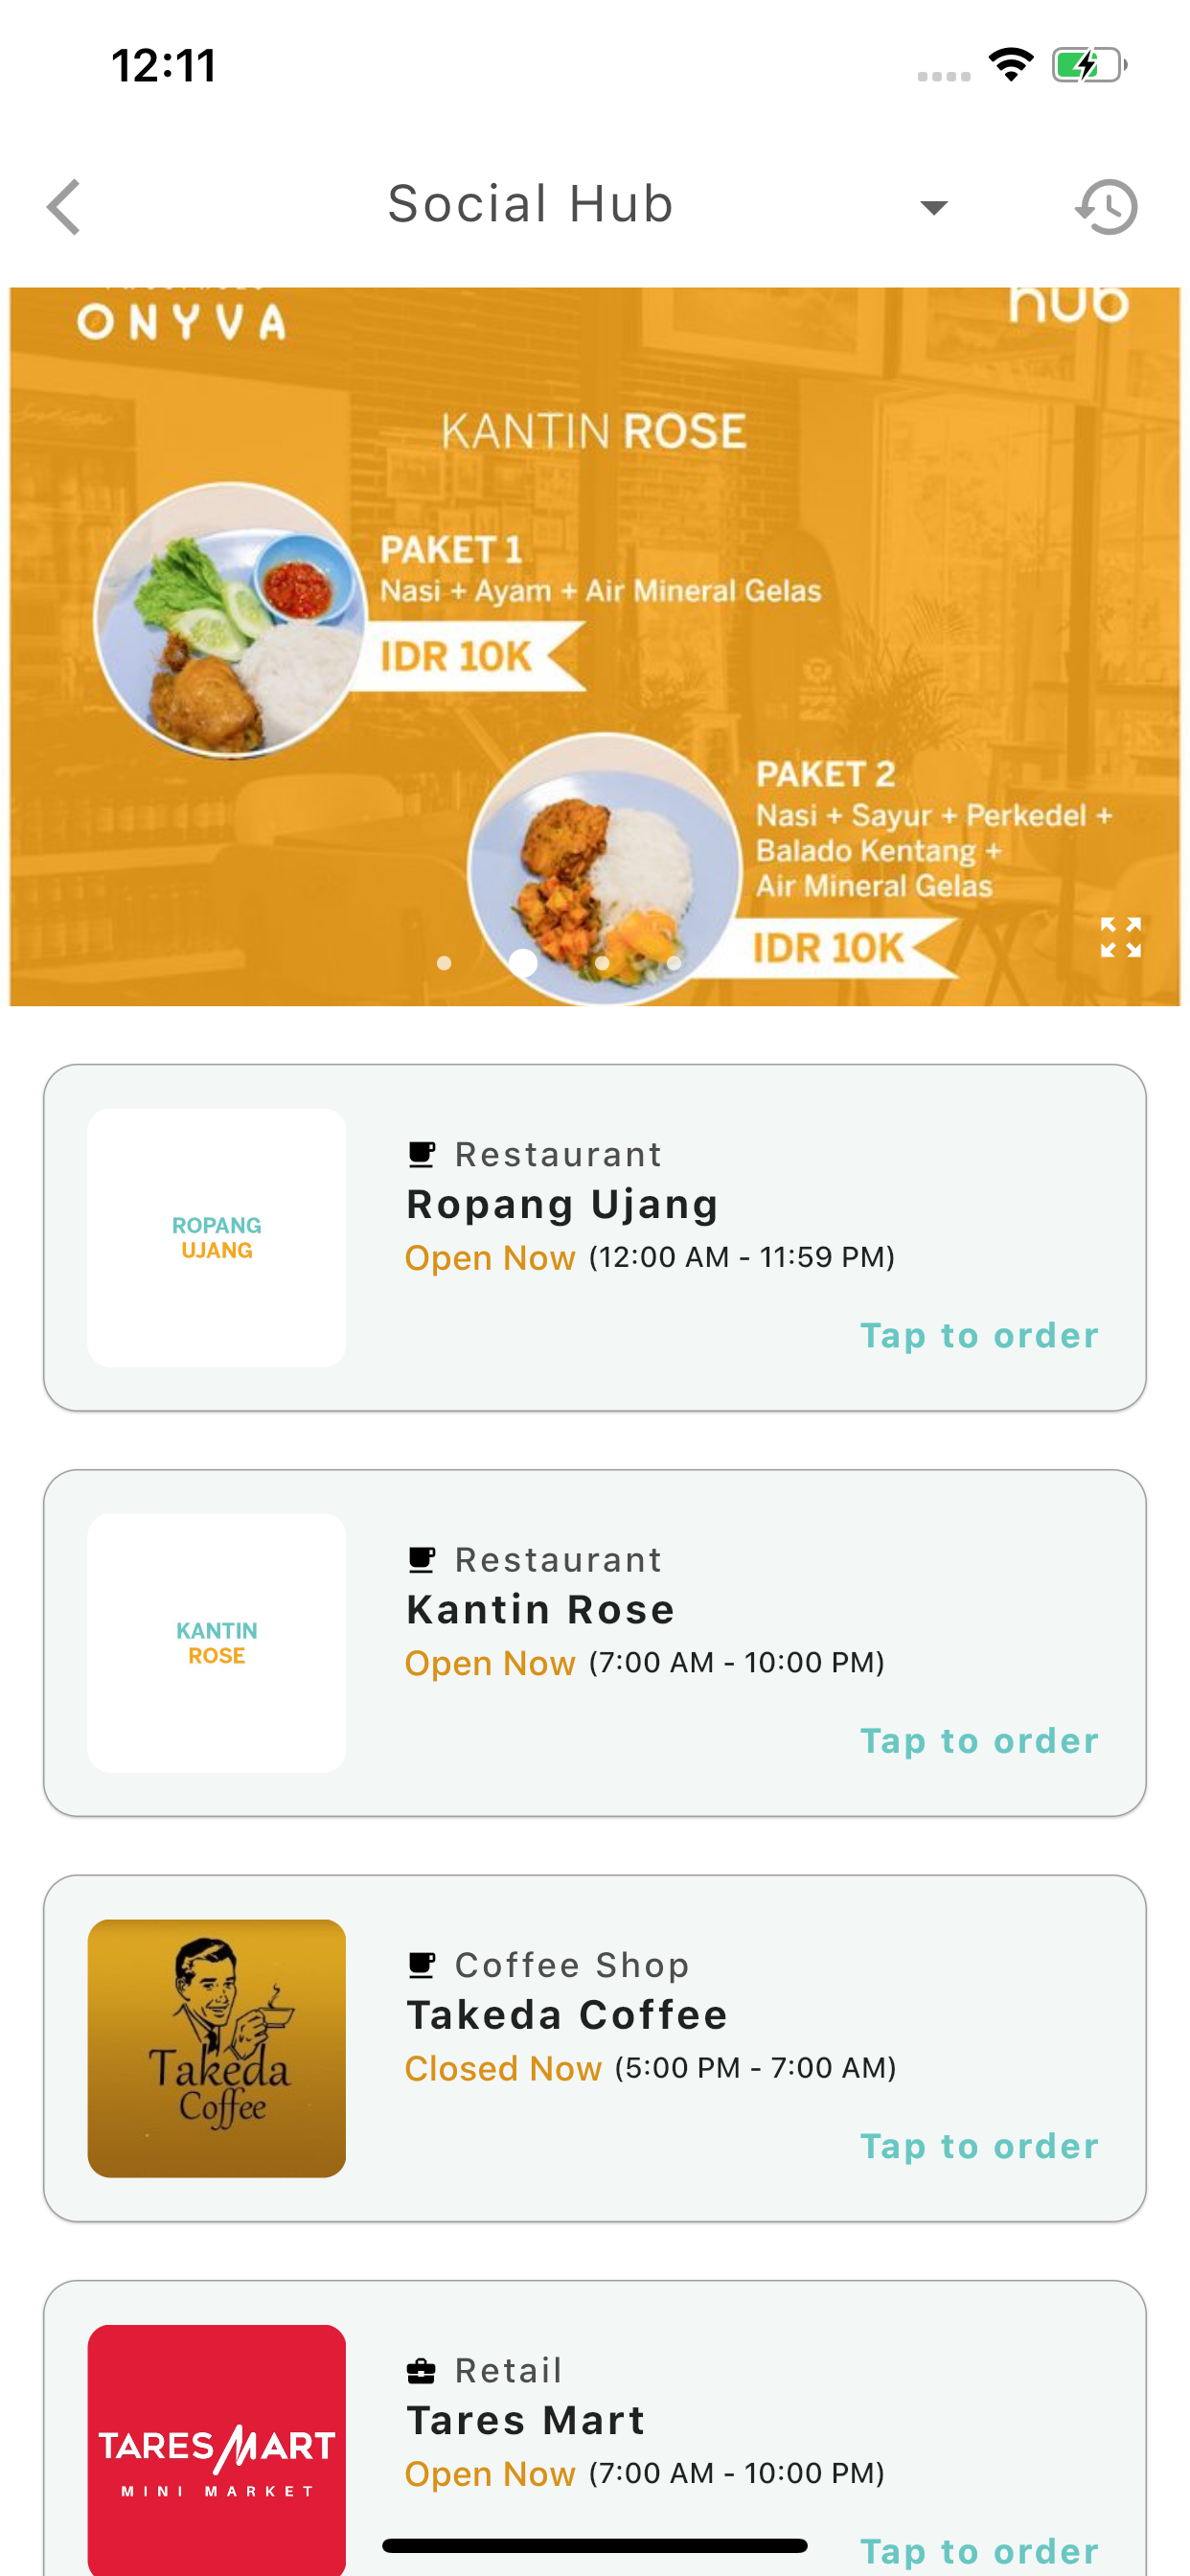 12:11
Social Hub
ONYVA
hub
KANTIN ROSE
PAKET 1
Nasi + Ayam + Air Mineral Gelas
IDR 10K
PAKET 2
Nasi + Sayur + Perkedel +
Balado Kentang +
Air Mineral Gelas
IDR 10K
ROPANG
UJANG
Restaurant
Ropang Ujang
Open Now (12:00 AM - 11:59 PM)
Tap to order
KANTIN
ROSE
Restaurant
Kantin Rose
Open Now (7:00 AM - 10:00 PM)
Tap to order
Takeda
Coffee
Coffee Shop
Takeda Coffee
Closed Now (5:00 PM - 7:00 AM)
Tap to order
TARES MART
MINI MARKET
Retail
Tares Mart
Open Now (7:00 AM - 10:00 PM)
Tap to order